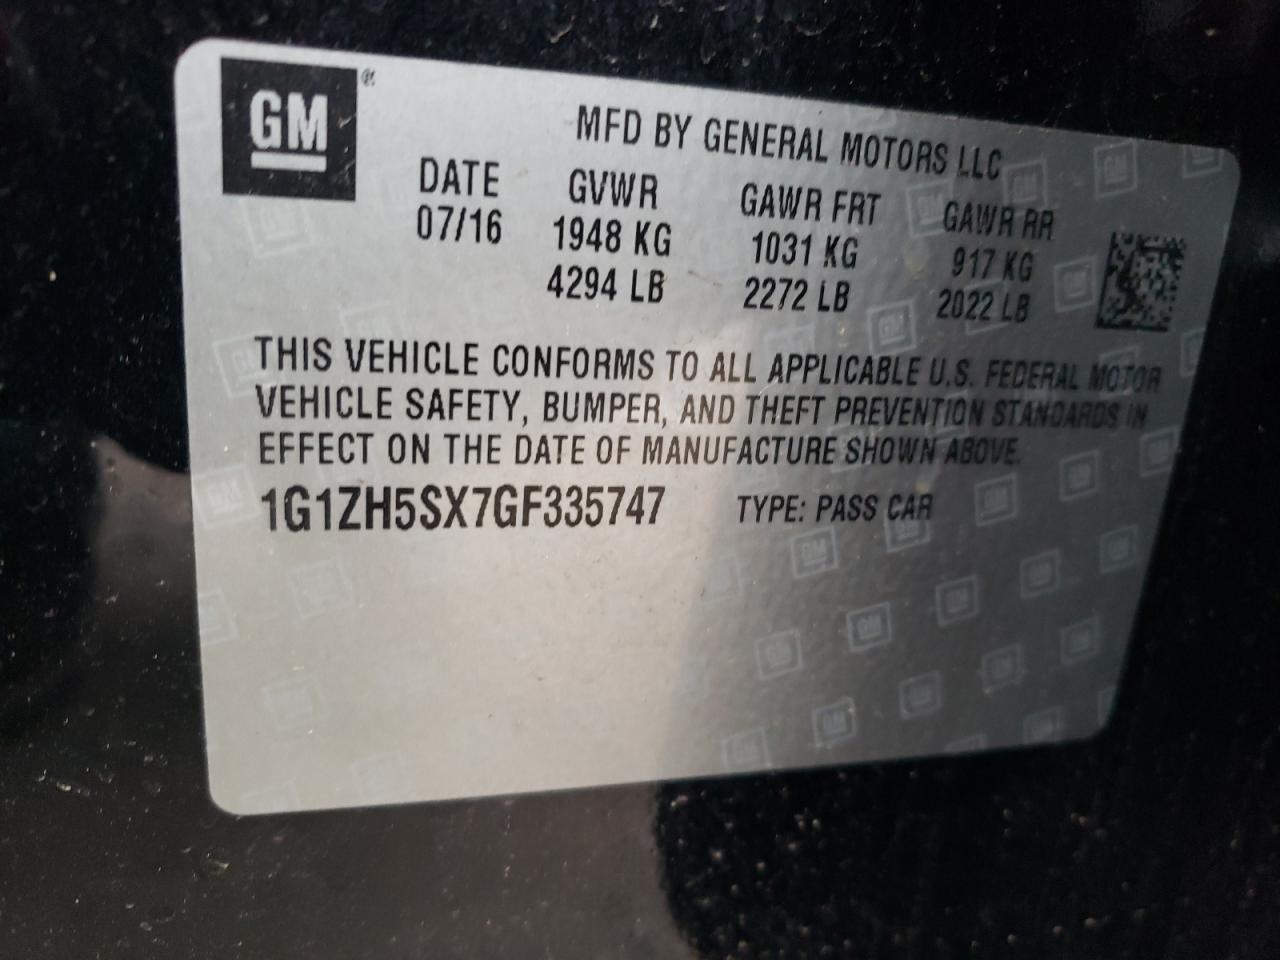 GM ®
MFD BY GENERAL MOTORS LLC
DATE GVWR GAWR FRT GAWR RR
07/16 1948 KG 1031 KG 917 KG
4294 LB 2272 LB 2022 LB
THIS VEHICLE CONFORMS TO ALL APPLICABLE U.S. FEDERAL MOTOR
VEHICLE SAFETY, BUMPER, AND THEFT PREVENTION STANDARDS IN
EFFECT ON THE DATE OF MANUFACTURE SHOWN ABOVE.
1G1ZH5SX7GF335747 TYPE: PASS CAR